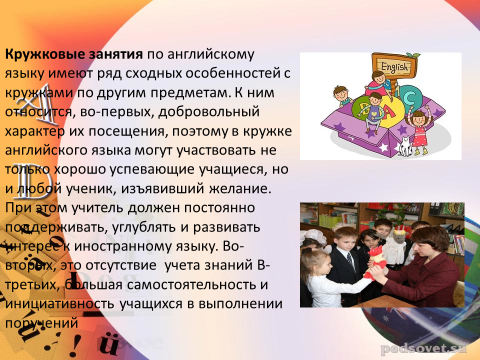 Кружковые занятия по английскому
языку имеют ряд сходных особенностей с
кружками по другим предметам. К ним
относится, во-первых, добровольный
характер их посещения, поэтому в кружке
английского языка могут участвовать не
только хорошо успевающие учащиеся, но
и любой ученик, изъявивший желание.
При этом учитель должен постоянно
поддерживать, углублять и развивать
интерес к иностранному языку. Во-
вторых, это отсутствие учета знаний В-
третьих, большая самостоятельность и
инициативность учащихся в выполнении
поручений
English
A
C
pedsovet.su